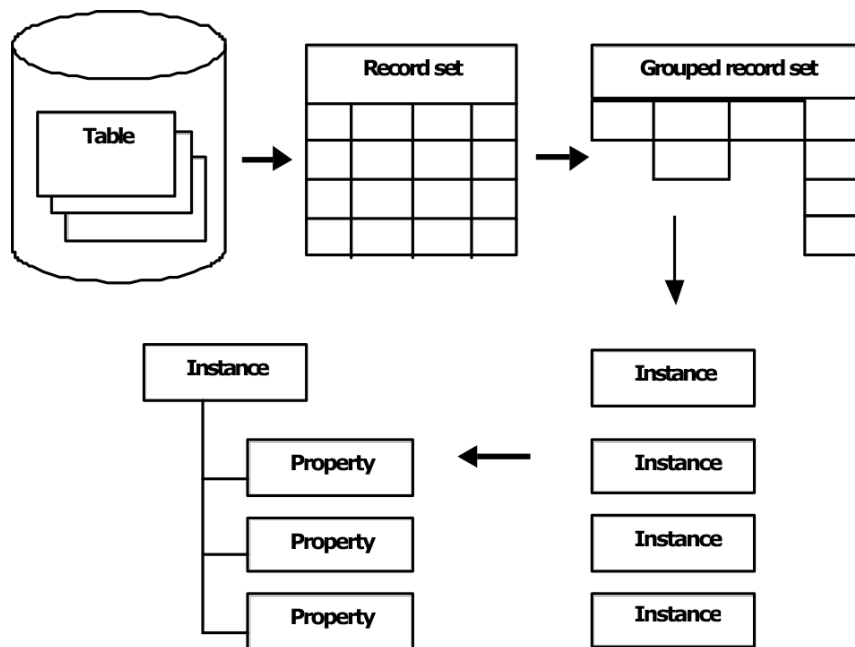 Table
Record set
Grouped record set
Instance
Property
Property
Property
Instance
Instance
Instance
Instance